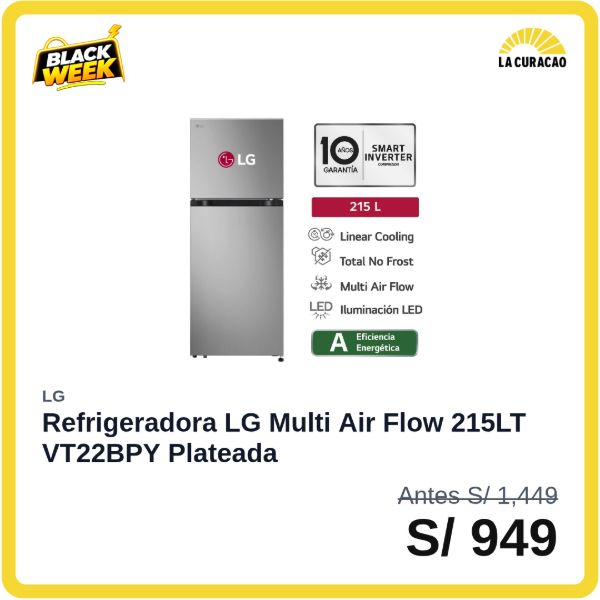 BLACK
WEEK
LA CURACAO
LG
10
AÑOS
GARANTÍA
SMART
INVERTER
COMPRESSOR
215 L
Linear Cooling
Total No Frost
Multi Air Flow
LED
Iluminación LED
A
Eficiencia
Energética
LG
Refrigeradora LG Multi Air Flow 215LT
VT22BPY Plateada
Antes S/ 1,449
S/ 949